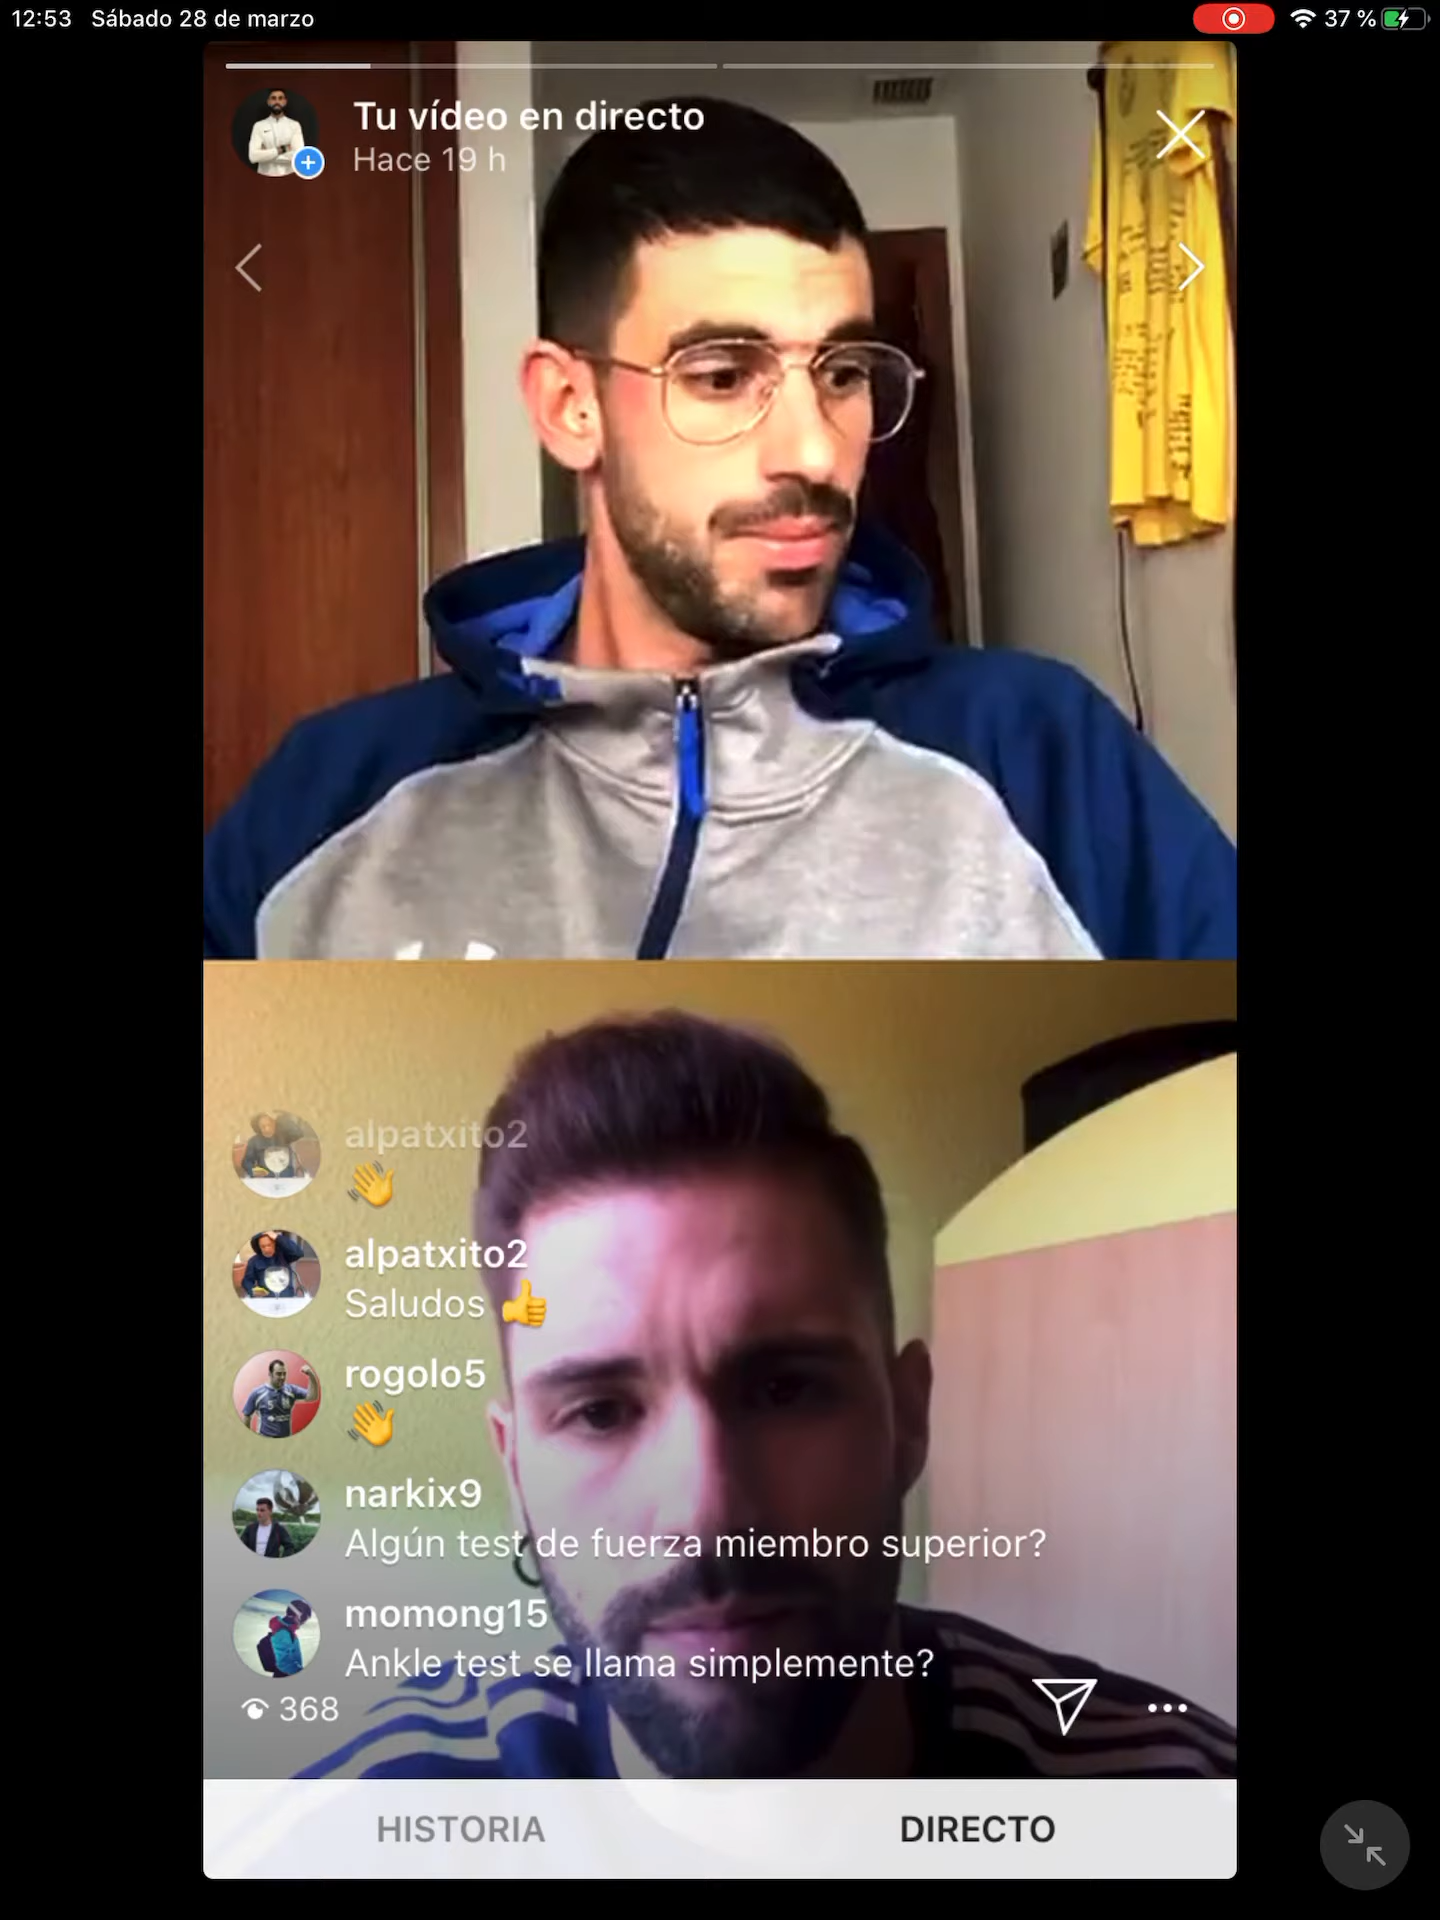 12:53 Sábado 28 de marzo
37 %
Tu vídeo en directo
Hace 19 h
alpatxito2
👋
alpatxito2
Saludos 👍
rogolo5
👋
narkix9
Algún test de fuerza miembro superior?
momong15
Ankle test se llama simplemente?
368
HISTORIA
DIRECTO